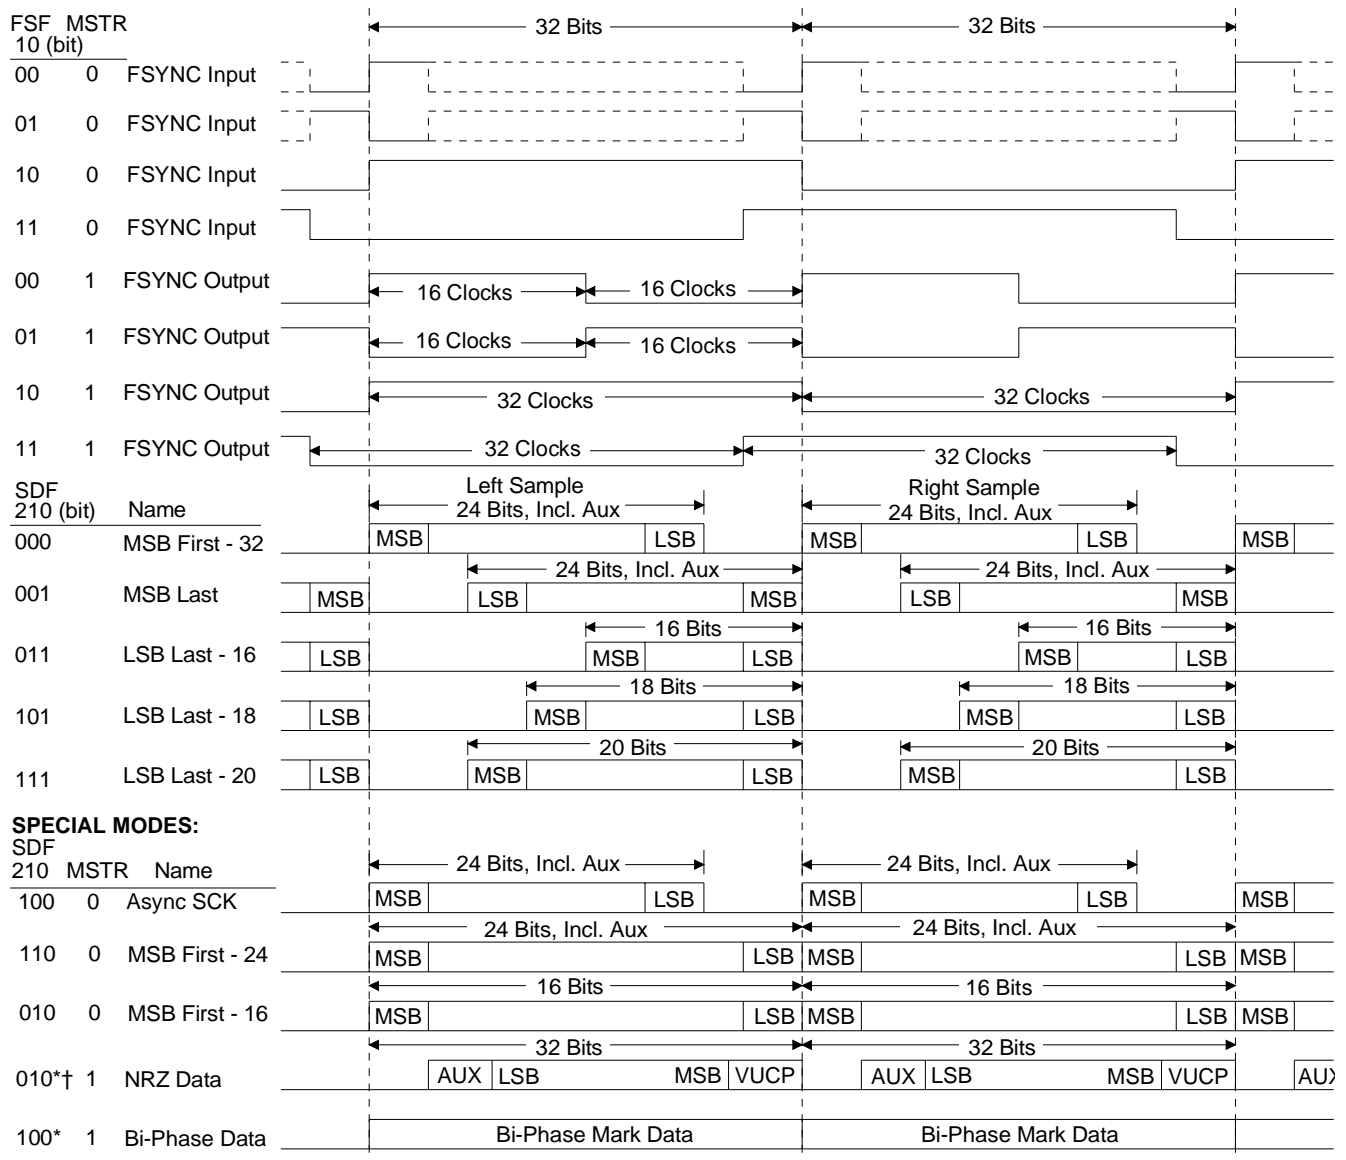 FSF MSTR
10 (bit)
32 Bits 32 Bits
00 0 FSYNC Input
01 0 FSYNC Input
10 0 FSYNC Input
11 0 FSYNC Input
00 1 FSYNC Output 16 Clocks 16 Clocks
01 1 FSYNC Output 16 Clocks 16 Clocks
10 1 FSYNC Output 32 Clocks 32 Clocks
11 1 FSYNC Output 32 Clocks 32 Clocks
SDF
210 (bit) Name
Left Sample Right Sample
24 Bits, Incl. Aux 24 Bits, Incl. Aux
000 MSB First - 32 MSB LSB MSB LSB MSB
24 Bits, Incl. Aux 24 Bits, Incl. Aux
001 MSB Last MSB LSB MSB LSB MSB
16 Bits 16 Bits
011 LSB Last - 16 LSB MSB LSB MSB LSB
18 Bits 18 Bits
101 LSB Last - 18 LSB MSB LSB MSB LSB
20 Bits 20 Bits
111 LSB Last - 20 LSB MSB LSB MSB LSB
SPECIAL MODES:
SDF
210 MSTR Name
24 Bits, Incl. Aux 24 Bits, Incl. Aux
100 0 Async SCK MSB LSB MSB LSB MSB
24 Bits, Incl. Aux 24 Bits, Incl. Aux
110 0 MSB First - 24 MSB LSB MSB LSB MSB
16 Bits 16 Bits
010 0 MSB First - 16 MSB LSB MSB LSB MSB
32 Bits 32 Bits
010*† 1 NRZ Data AUX LSB MSB VUCP AUX LSB MSB VUCP AUX
100* 1 Bi-Phase Data Bi-Phase Mark Data Bi-Phase Mark Data